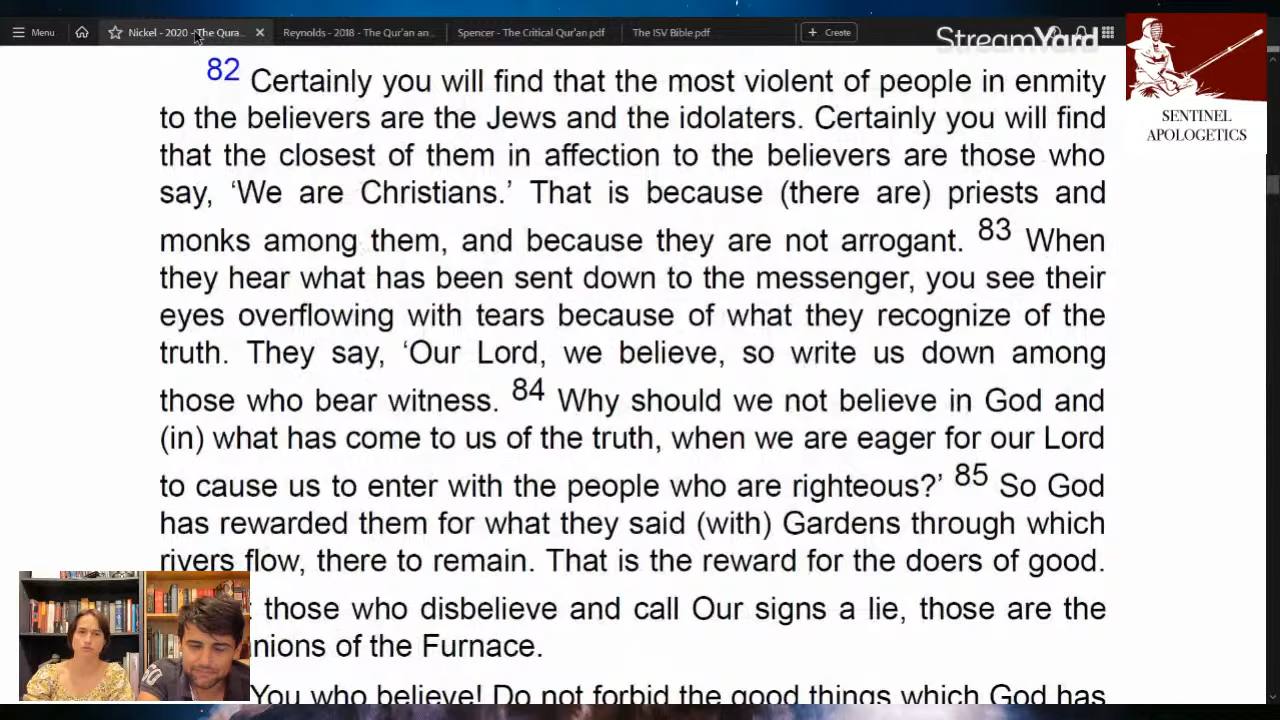 Menu
Nickel - 2020 - The Qura...
Reynolds - 2018 - The Qur'an an...
Spencer - The Critical Qur'an.pdf
The ISV Bible.pdf
+ Create
StreamYard
SENTINEL
APOLOGETICS
82 Certainly you will find that the most violent of people in enmity
to the believers are the Jews and the idolaters. Certainly you will find
that the closest of them in affection to the believers are those who
say, ‘We are Christians.’ That is because (there are) priests and
monks among them, and because they are not arrogant. 83 When
they hear what has been sent down to the messenger, you see their
eyes overflowing with tears because of what they recognize of the
truth. They say, ‘Our Lord, we believe, so write us down among
those who bear witness. 84 Why should we not believe in God and
(in) what has come to us of the truth, when we are eager for our Lord
to cause us to enter with the people who are righteous?’ 85 So God
has rewarded them for what they said (with) Gardens through which
rivers flow, there to remain. That is the reward for the doers of good.
those who disbelieve and call Our signs a lie, those are the
nions of the Furnace.
You who believe! Do not forbid the good things which God has